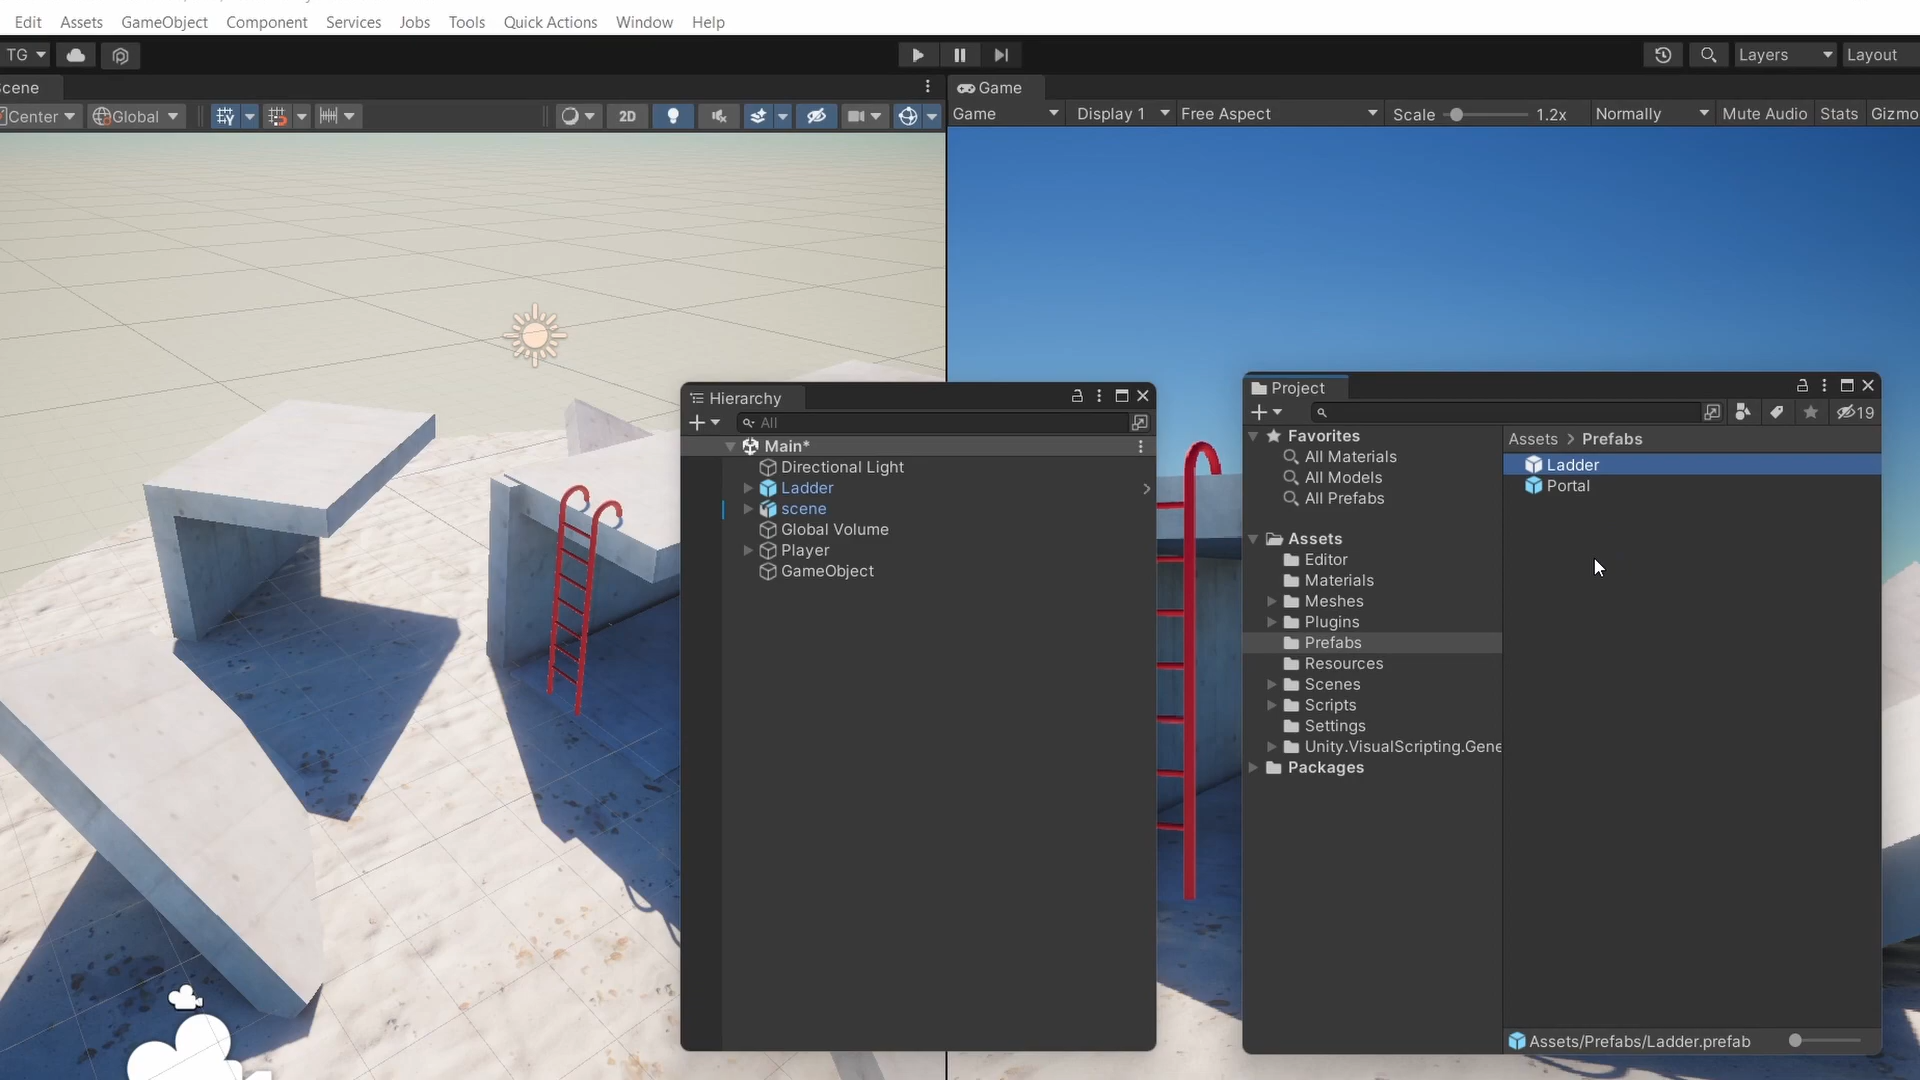 Edit Assets GameObject Component Services Jobs Tools Quick Actions Window Help
TG Layers Layout
cene
Game
Center Global 2D
Game Display 1 Free Aspect Scale 1.2x Normally Mute Audio Stats Gizmo
Hierarchy
All
Main*
Directional Light
Ladder
scene
Global Volume
Player
GameObject
Project
19
Favorites
All Materials
All Models
All Prefabs
Assets
Editor
Materials
Meshes
Plugins
Prefabs
Resources
Scenes
Scripts
Settings
Unity.VisualScripting.Gene
Packages
Assets > Prefabs
Ladder
Portal
Assets/Prefabs/Ladder.prefab